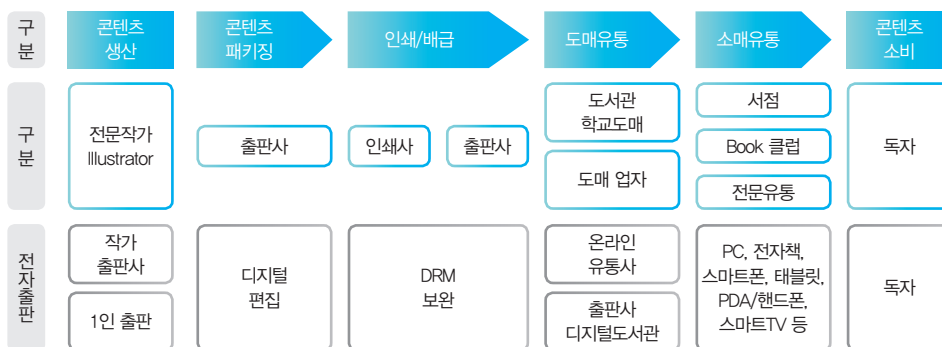 구
분
콘텐츠
생산
콘텐츠
패키징
인쇄/배급
도매유통
소매유통
콘텐츠
소비
구
분
전문작가
Illustrator
출판사
인쇄사
출판사
도서관
학교도매
도매 업자
서점
Book 클럽
전문유통
독자
전
자
출
판
작가
출판사
1인 출판
디지털
편집
DRM
보완
온라인
유통사
출판사
디지털도서관
PC, 전자책,
스마트폰, 태블릿,
PDA/핸드폰,
스마트TV 등
독자